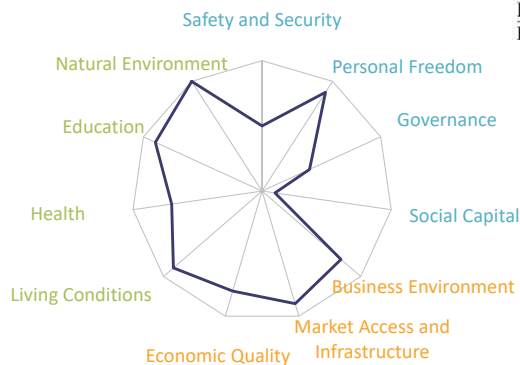 Safety and Security
Natural Environment
Personal Freedom
Education
Governance
Health
Social Capital
Living Conditions
Business Environment
Market Access and
Infrastructure
Economic Quality